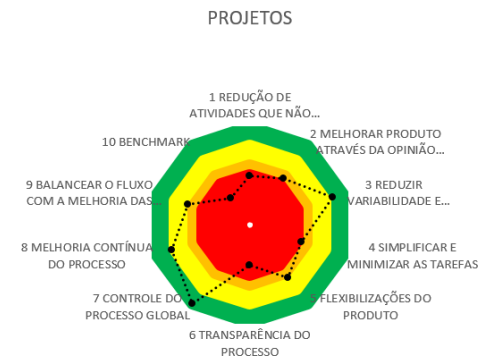 PROJETOS
1 REDUÇÃO DE
ATIVIDADES QUE NÃO...
2 MELHORAR PRODUTO
ATRAVÉS DA OPINIÃO...
3 REDUZIR
VARIABILIDADE E...
4 SIMPLIFICAR E
MINIMIZAR AS TAREFAS
5 FLEXIBILIZAÇÕES DO
PRODUTO
6 TRANSPARÊNCIA DO
PROCESSO
7 CONTROLE DO
PROCESSO GLOBAL
8 MELHORIA CONTÍNUA
DO PROCESSO
9 BALANCEAR O FLUXO
COM A MELHORIA DAS...
10 BENCHMARK